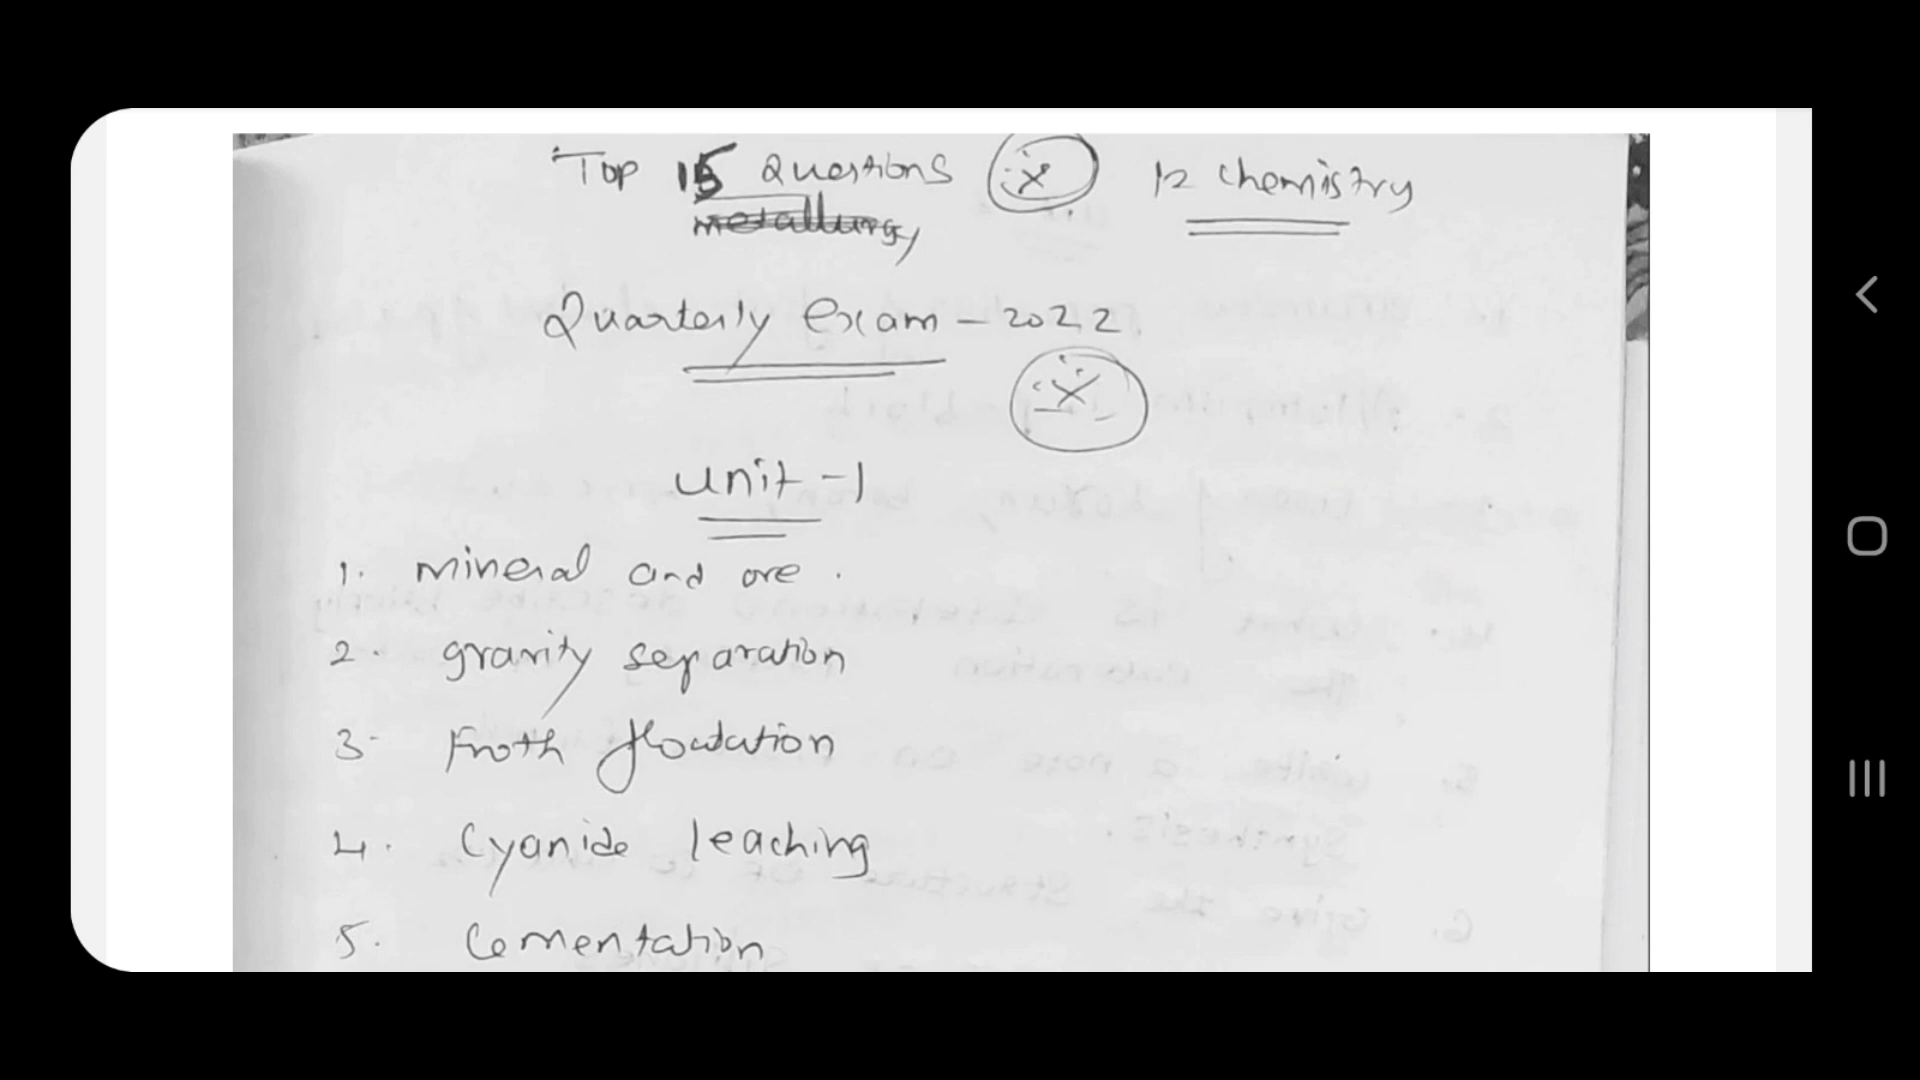 Top 15 Questions 12 chemistry
metallurgy
Quarterly Exam - 2022
unit - 1
1. mineral and ore.
2. gravity separation
3. Froth flowtation
4. Cyanide leaching
5. Cementation